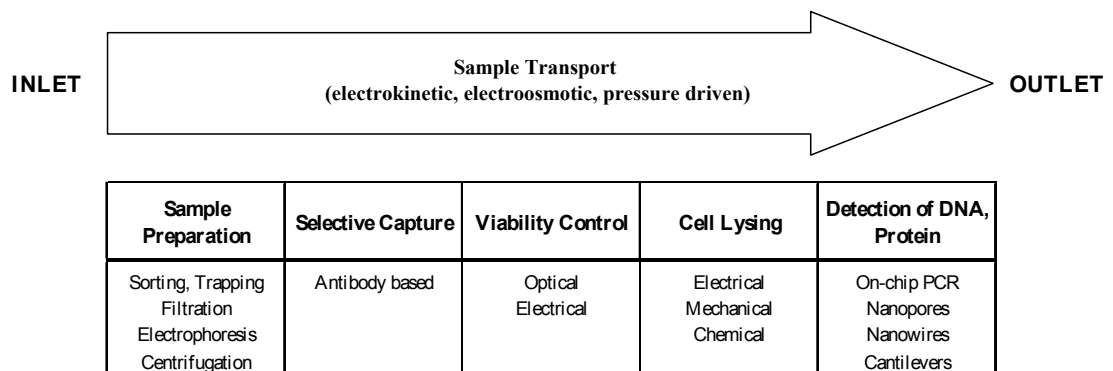 INLET
Sample Transport
(electrokinetic, electroosmotic, pressure driven)
OUTLET
Sample
Preparation
Selective Capture
Viability Control
Cell Lysing
Detection of DNA,
Protein
Sorting, Trapping
Filtration
Electrophoresis
Centrifugation
Antibody based
Optical
Electrical
Electrical
Mechanical
Chemical
On-chip PCR
Nanopores
Nanowires
Cantilevers